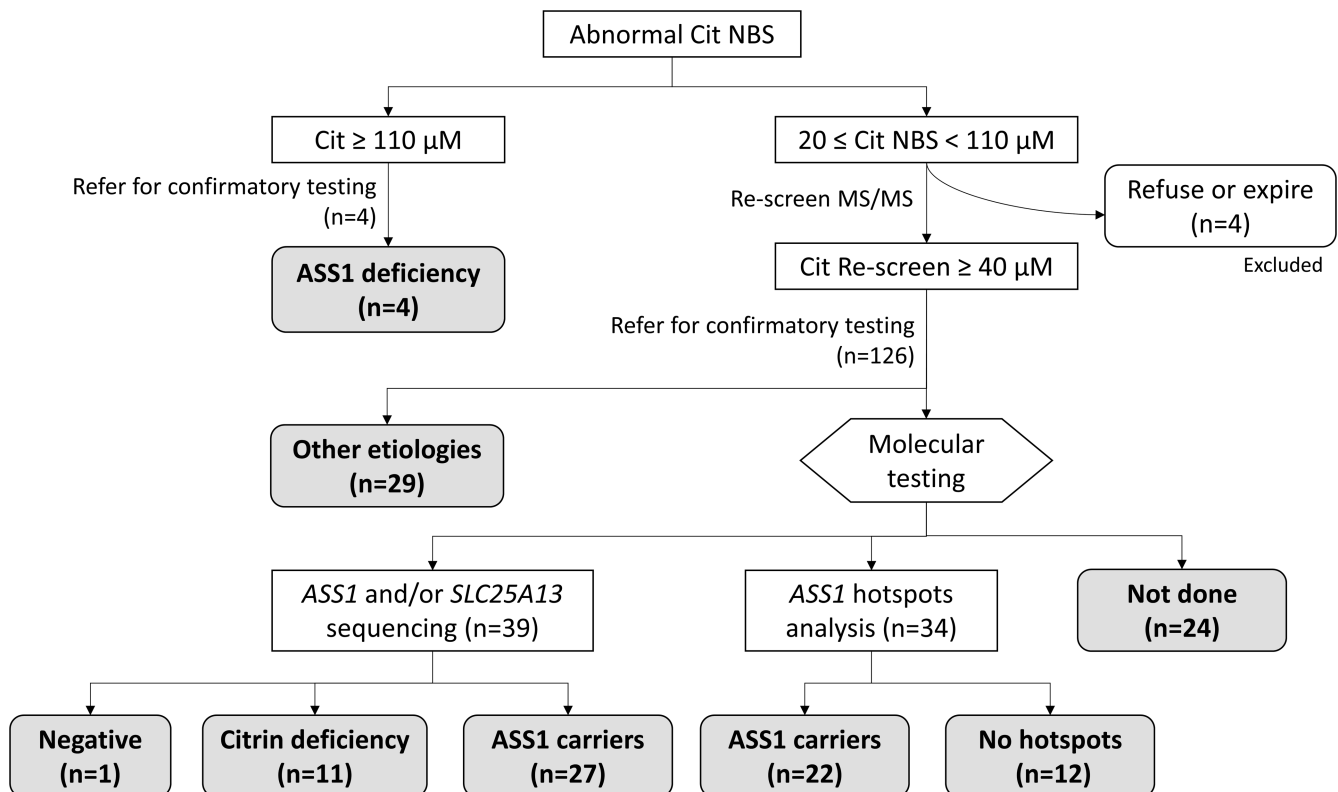 Abnormal Cit NBS
Cit ≥ 110 µM
20 ≤ Cit NBS < 110 µM
Refer for confirmatory testing
(n=4)
Re-screen MS/MS
Refuse or expire
(n=4)
Excluded
ASS1 deficiency
(n=4)
Cit Re-screen ≥ 40 µM
Refer for confirmatory testing
(n=126)
Other etiologies
(n=29)
Molecular
testing
ASS1 and/or SLC25A13
sequencing (n=39)
ASS1 hotspots
analysis (n=34)
Not done
(n=24)
Negative
(n=1)
Citrin deficiency
(n=11)
ASS1 carriers
(n=27)
ASS1 carriers
(n=22)
No hotspots
(n=12)